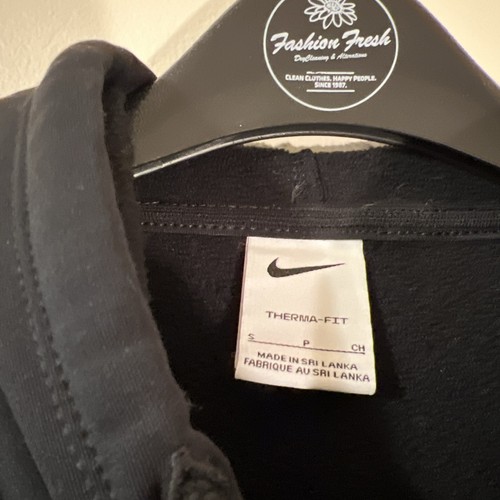 Fashion Fresh
DryCleaning & Alterations
CLEAN CLOTHES, HAPPY PEOPLE.
SINCE 1987.
THERMA-FIT
S P CH
MADE IN SRI LANKA
FABRIQUE AU SRI LANKA